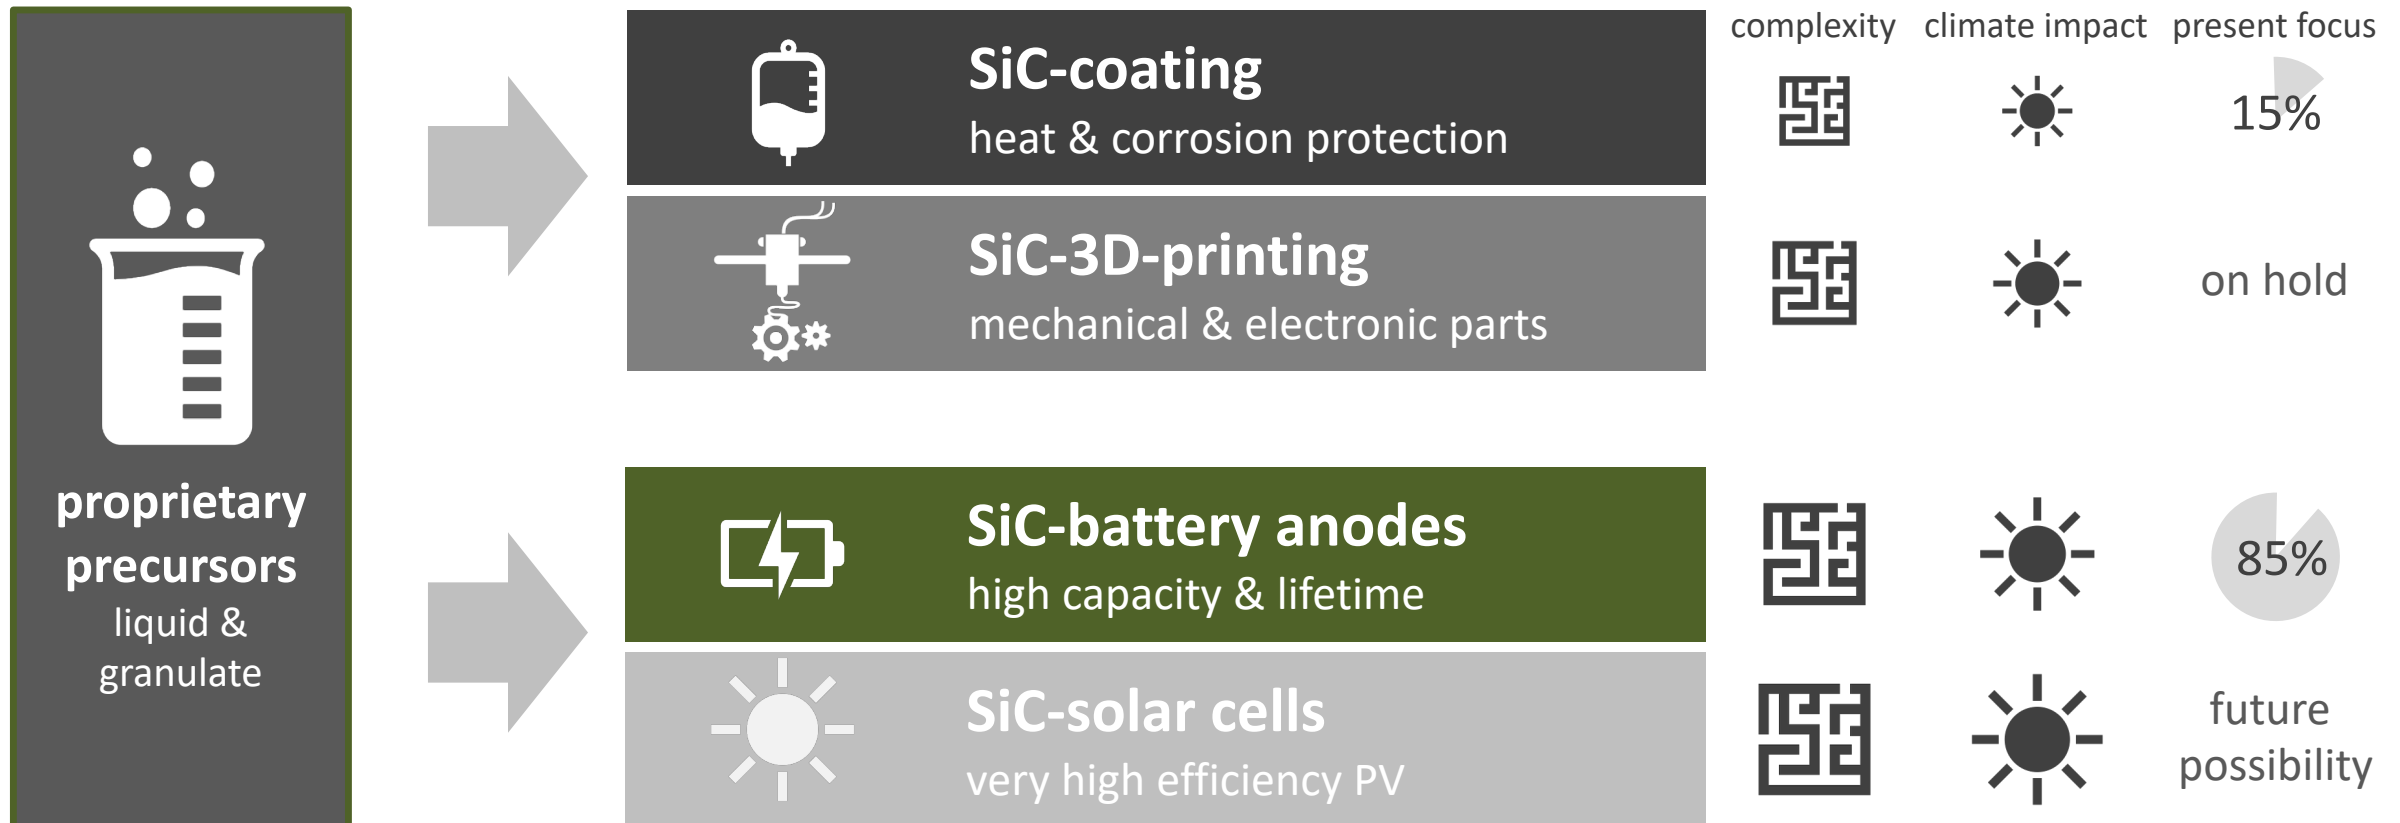 proprietary
precursors
liquid &
granulate
SiC-coating
heat & corrosion protection
SiC-3D-printing
mechanical & electronic parts
SiC-battery anodes
high capacity & lifetime
SiC-solar cells
very high efficiency PV
complexity climate impact present focus
15%
on hold
85%
future
possibility